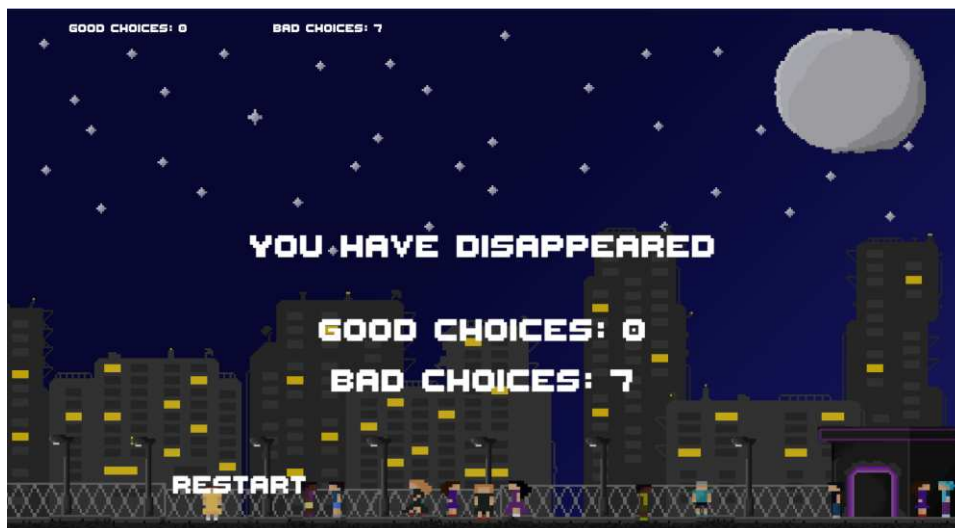 GOOD CHOICES: 0 BAD CHOICES: 7
YOU HAVE DISAPPEARED
GOOD CHOICES: 0
BAD CHOICES: 7
RESTART